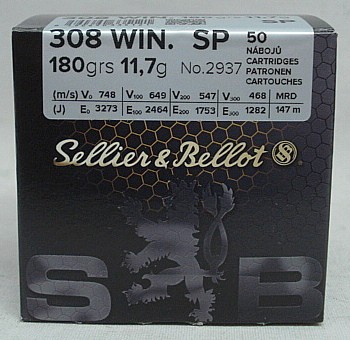 SP
308 WIN. SP 50
NÁBOJŮ
180grs 11,7g No.2937 CARTRIDGES
PATRONEN
CARTOUCHES
(m/s) V₀ 748 V₁₀₀ 649 V₂₀₀ 547 V₃₀₀ 468 MRD
(J) E₀ 3273 E₁₀₀ 2464 E₂₀₀ 1753 E₃₀₀ 1282 147 m
Sellier & Bellot
S B